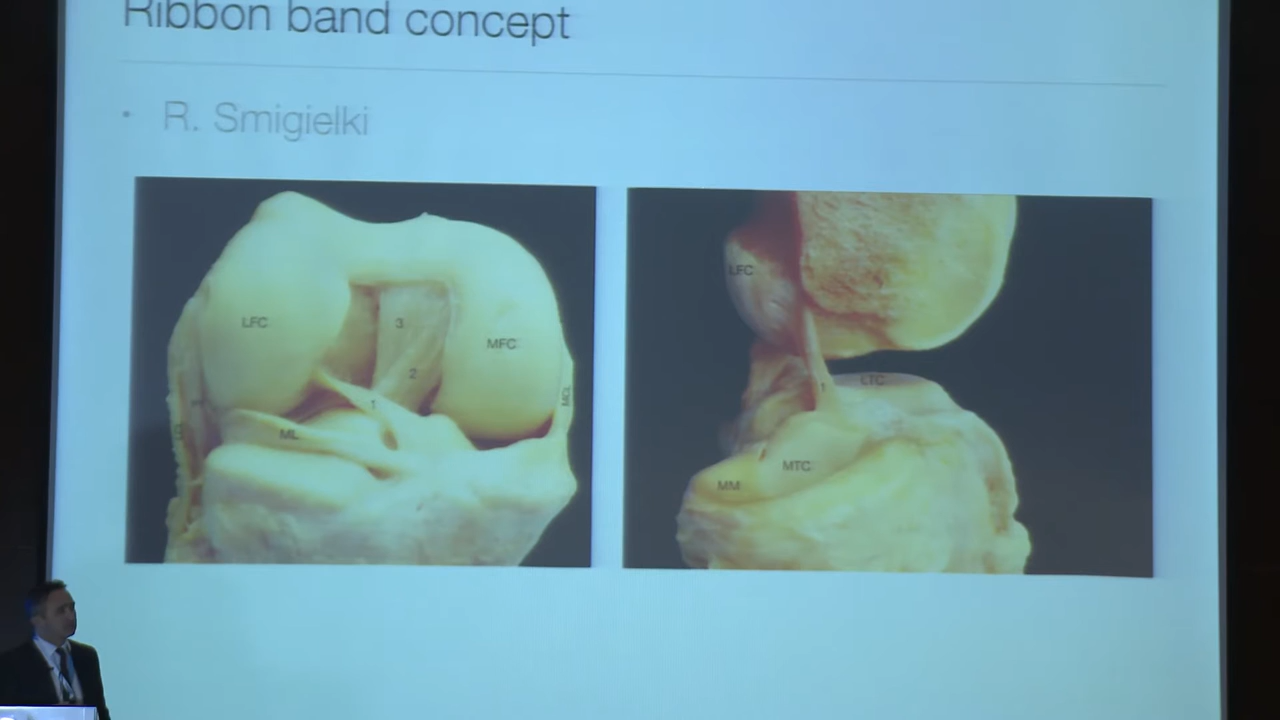 Ribbon band concept
• R. Smigielki
LFC
3
MFC
2
1
MCL
ML
LFC
1
LTC
MTC
MM